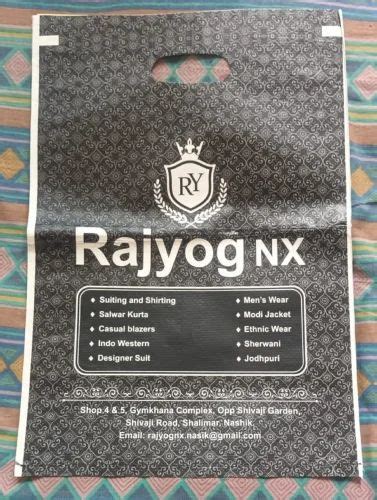 RY
Rajyog NX
♦ Suiting and Shirting
♦ Salwar Kurta
♦ Casual blazers
♦ Indo Western
♦ Designer Suit
♦ Men's Wear
♦ Modi Jacket
♦ Ethnic Wear
♦ Sherwani
♦ Jodhpuri
Shop.4 & 5, Gymkhana Complex, Opp Shivaji Garden,
Shivaji Road, Shalimar, Nashik.
Email: rajyognx.nasik@gmail.com